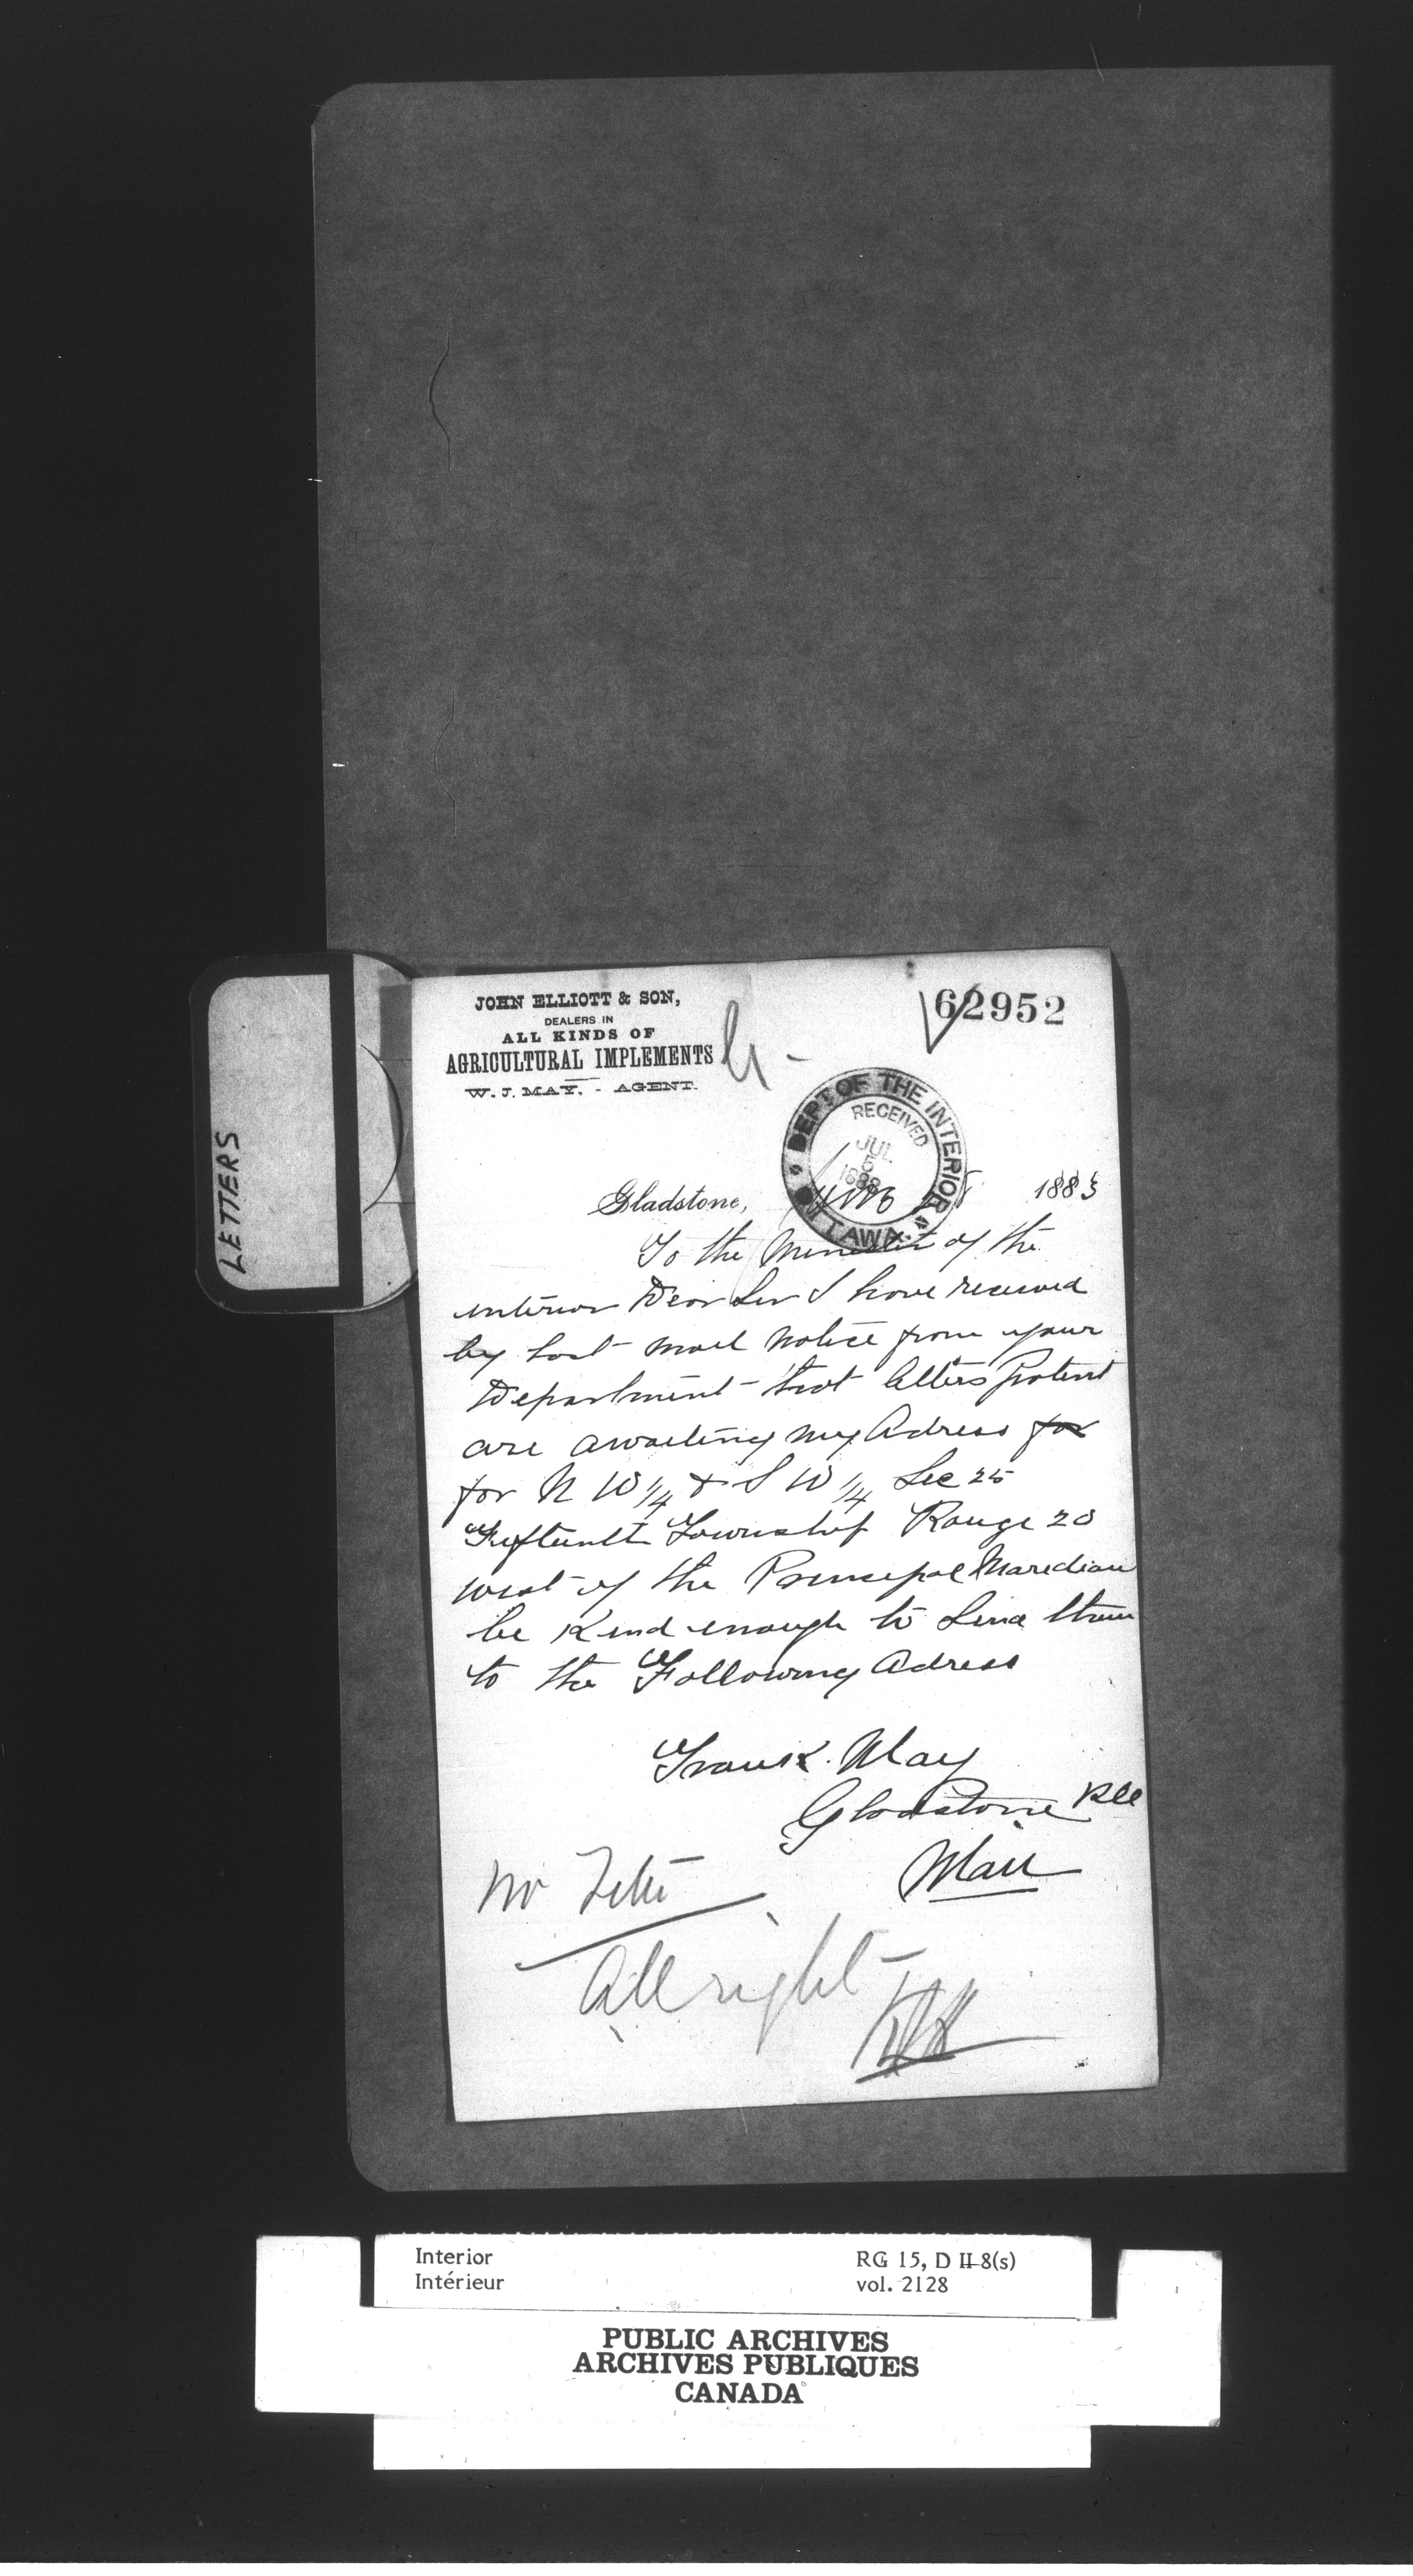 JOHN ELLIOTT & SON,
DEALERS IN
ALL KINDS OF
AGRICULTURAL IMPLEMENTS
W. J. MAY, - AGENT.
62952
DEPT OF THE INTERIOR
RECEIVED
JUL
5
1883
OTTAWA
LETTERS
Gladstone, 1883
To the Minister of the
interior Dear Sir I have received
by last mail notice from your
Department that letters Patent
are awaiting my Adress for
for N W 1/4 & S W 1/4 Sec 25
Fifteenth Township Range 20
west of the Principal Maredian
be Kind enough to Send them
to the Following Adress
Frank May
Gladstone
Man
no
All right
Interior
Intérieur
RG 15, D II 8(s)
vol. 2128
PUBLIC ARCHIVES
ARCHIVES PUBLIQUES
CANADA